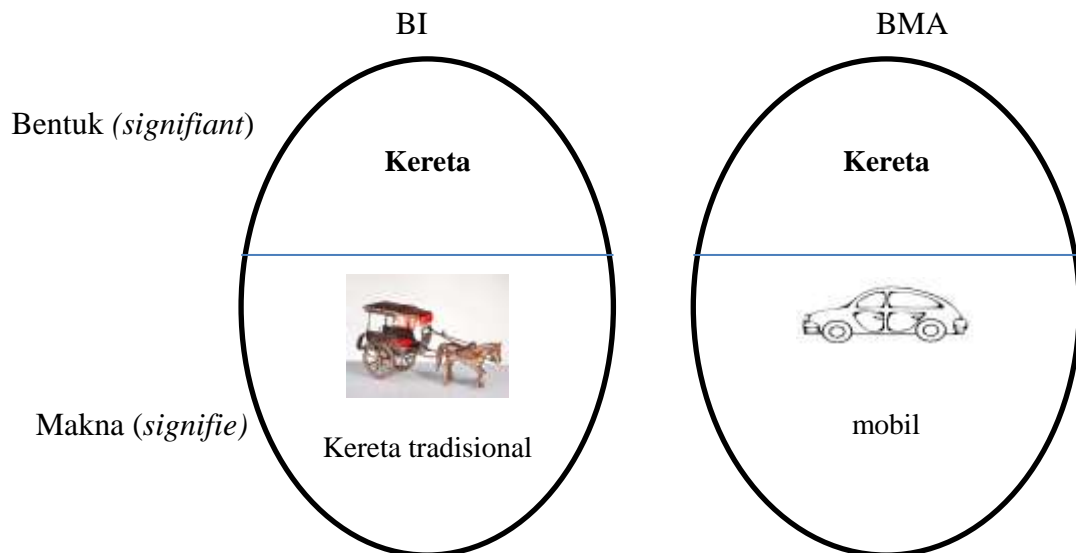 BI
BMA
Bentuk (signifiant)
Kereta
Kereta
Makna (signifie)
Kereta tradisional
mobil